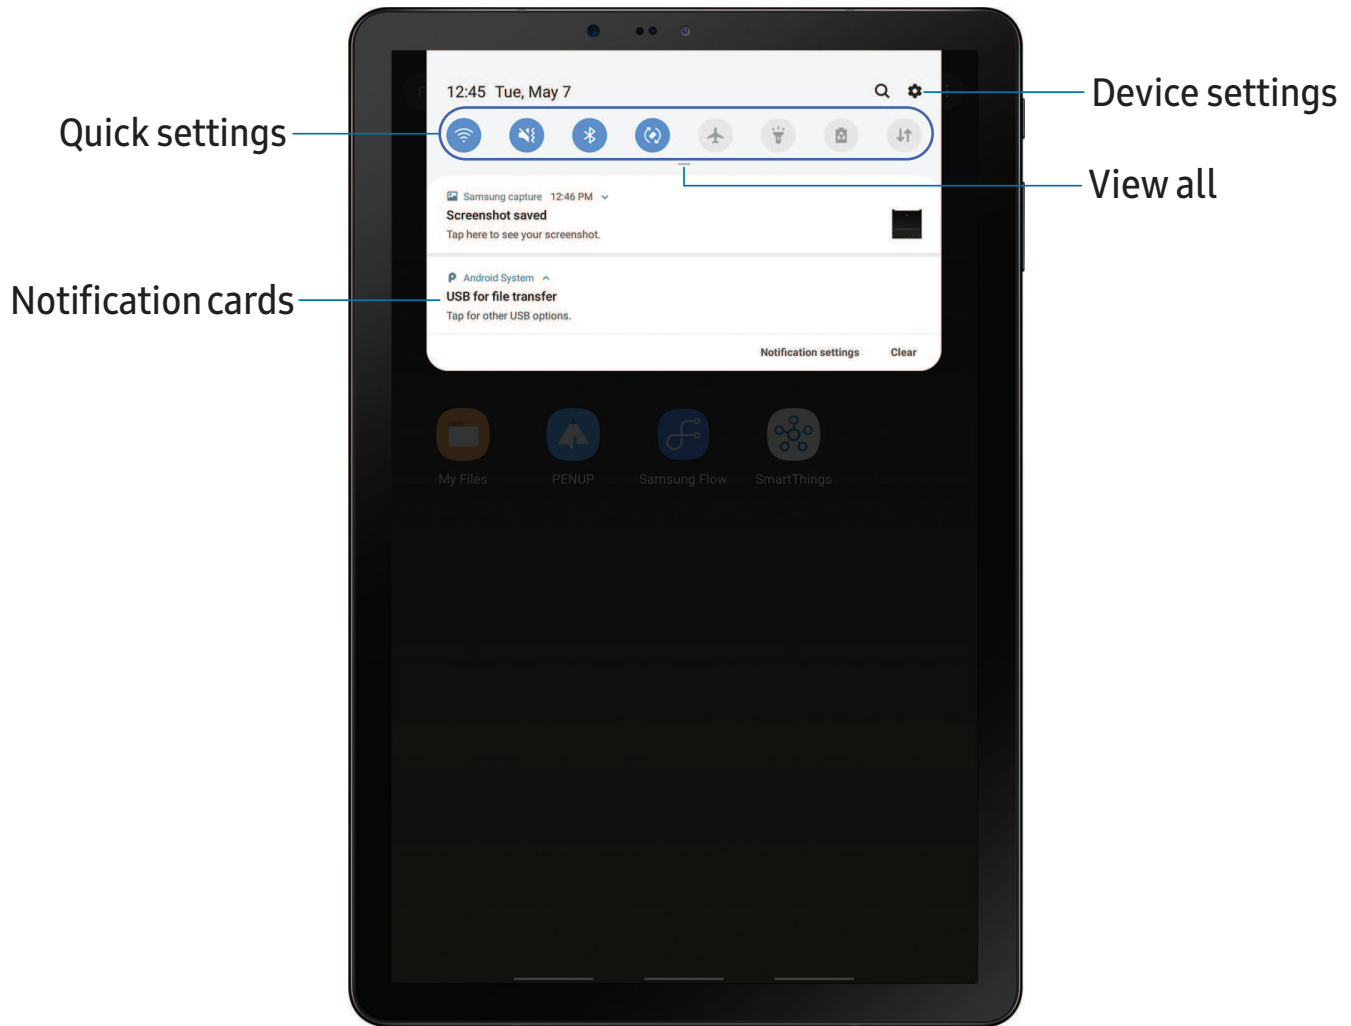 12:45 Tue, May 7
Device settings
Quick settings
View all
Samsung capture 12:46 PM
Screenshot saved
Tap here to see your screenshot.
Android System
Notification cards
USB for file transfer
Tap for other USB options.
Notification settings Clear
My Files PENUP Samsung Flow SmartThings